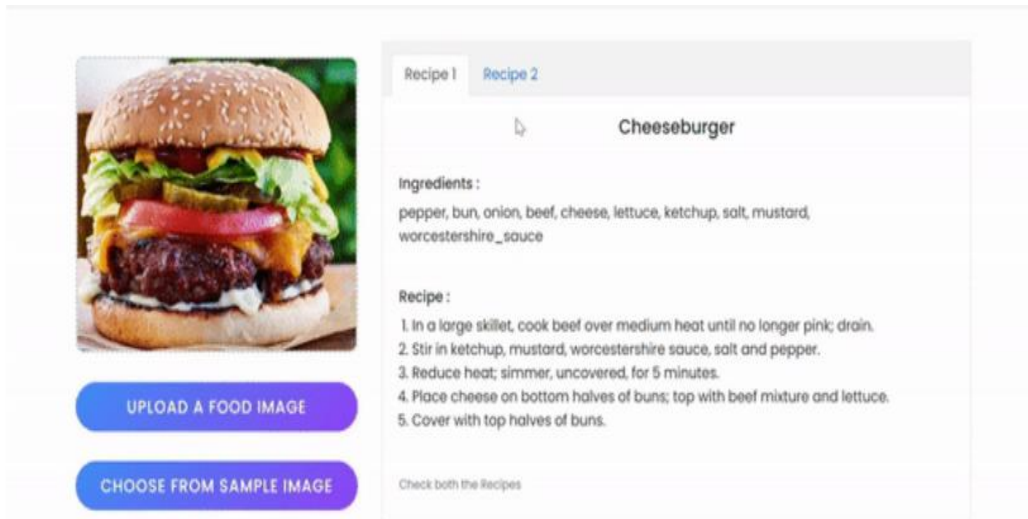 Recipe 1
Recipe 2
Cheeseburger
Ingredients :
pepper, bun, onion, beef, cheese, lettuce, ketchup, salt, mustard,
worcestershire_sauce
Recipe :
1. In a large skillet, cook beef over medium heat until no longer pink; drain.
2. Stir in ketchup, mustard, worcestershire sauce, salt and pepper.
3. Reduce heat; simmer, uncovered, for 5 minutes.
4. Place cheese on bottom halves of buns; top with beef mixture and lettuce.
5. Cover with top halves of buns.
Check both the Recipes
UPLOAD A FOOD IMAGE
CHOOSE FROM SAMPLE IMAGE